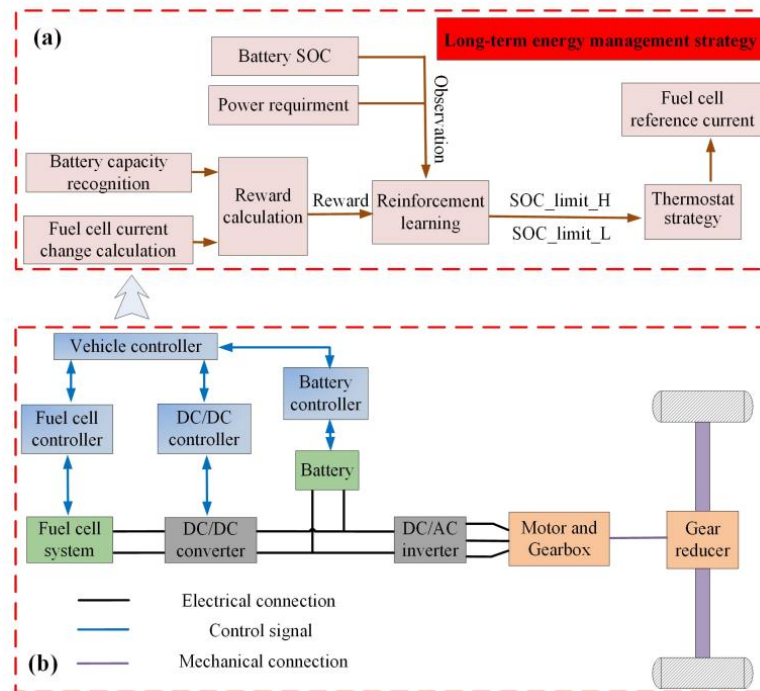 (a)
Long-term energy management strategy
Battery SOC
Power requirment
Observation
Fuel cell
reference current
Battery capacity
recognition
Fuel cell current
change calculation
Reward
calculation
Reward
Reinforcement
learning
SOC_limit_H
SOC_limit_L
Thermostat
strategy
Vehicle controller
Fuel cell
controller
DC/DC
controller
Battery
controller
Battery
Fuel cell
system
DC/DC
converter
DC/AC
inverter
Motor and
Gearbox
Gear
reducer
Electrical connection
Control signal
Mechanical connection
(b)